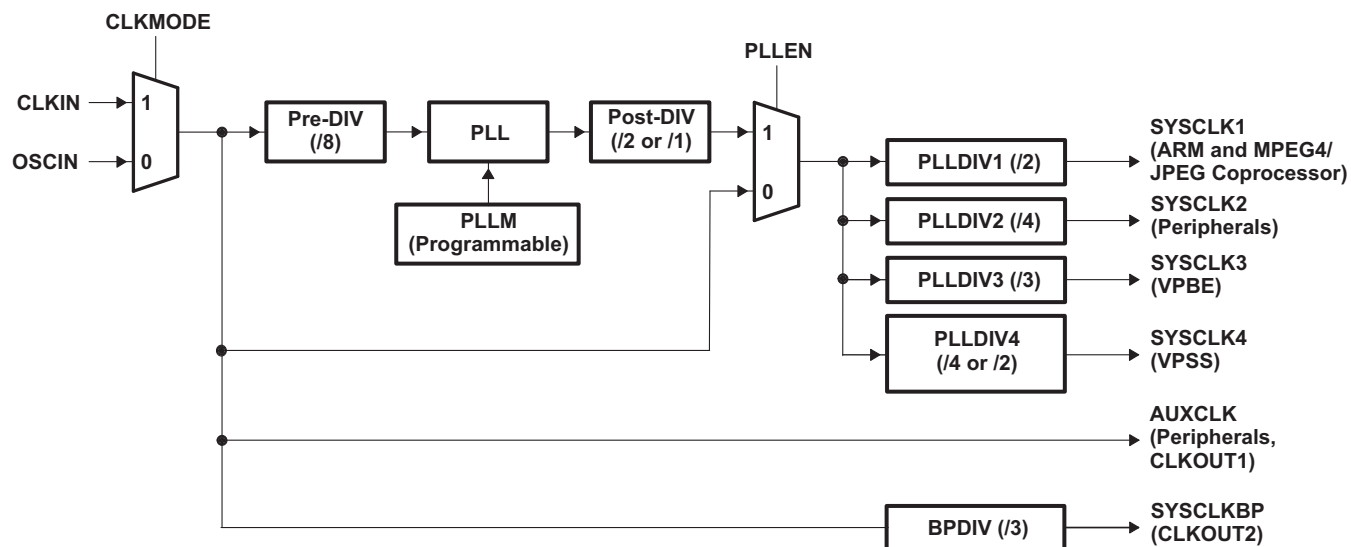 CLKMODE
CLKIN
OSCIN
1
0
Pre-DIV
(/8)
PLL
Post-DIV
(/2 or /1)
PLLM
(Programmable)
PLLEN
1
0
PLLDIV1 (/2)
SYSCLK1
(ARM and MPEG4/
JPEG Coprocessor)
PLLDIV2 (/4)
SYSCLK2
(Peripherals)
PLLDIV3 (/3)
SYSCLK3
(VPBE)
PLLDIV4
(/4 or /2)
SYSCLK4
(VPSS)
AUXCLK
(Peripherals,
CLKOUT1)
BPDIV (/3)
SYSCLKBP
(CLKOUT2)